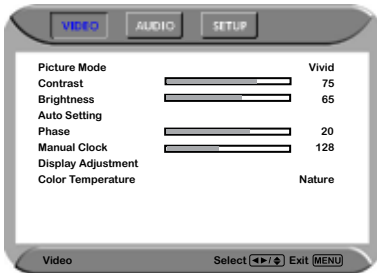 VIDEO AUDIO SETUP
Picture Mode Vivid
Contrast 75
Brightness 65
Auto Setting
Phase 20
Manual Clock 128
Display Adjustment
Color Temperature Nature
Video Select ◄►/◆ Exit MENU